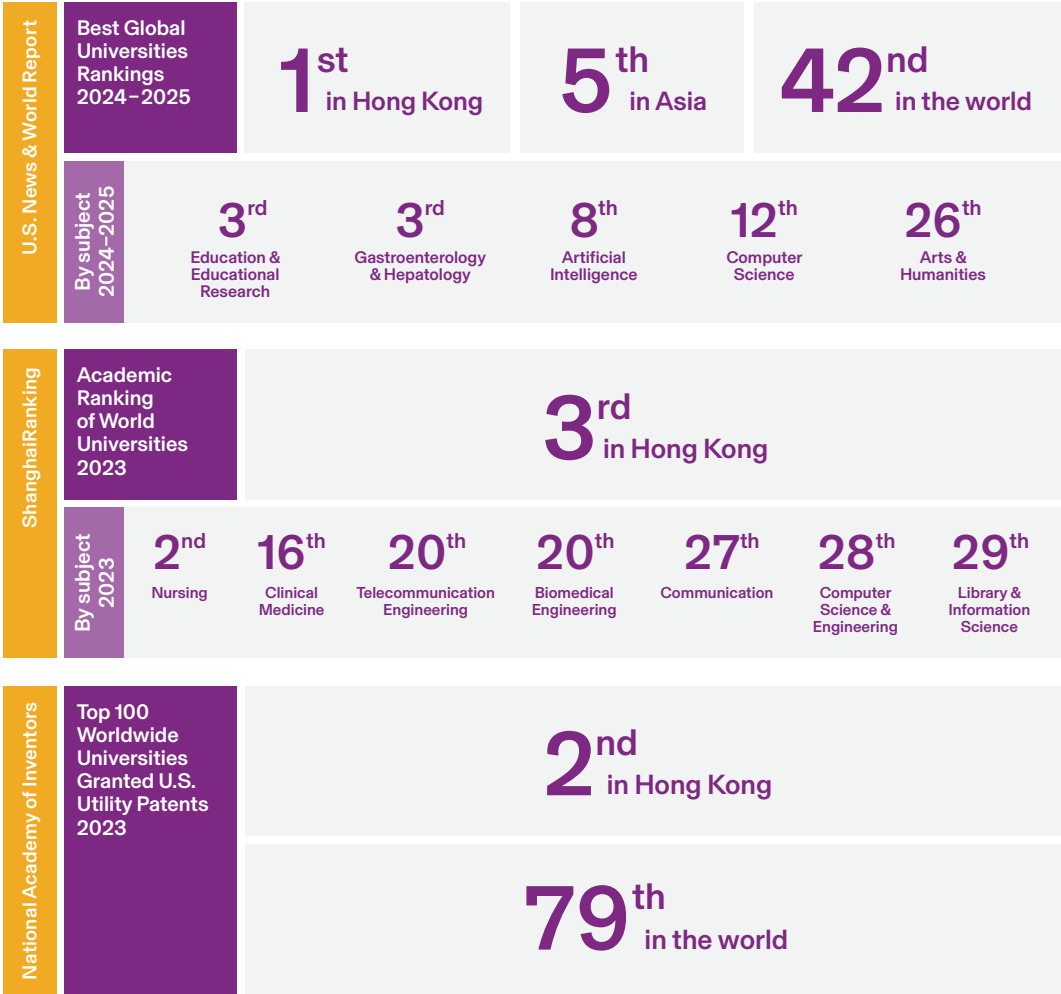 U.S. News & World Report
Best Global
Universities
Rankings
2024–2025
1st
in Hong Kong
5th
in Asia
42nd
in the world
By subject
2024–2025
3rd
Education &
Educational
Research
3rd
Gastroenterology
& Hepatology
8th
Artificial
Intelligence
12th
Computer
Science
26th
Arts &
Humanities
ShanghaiRanking
Academic
Ranking
of World
Universities
2023
3rd
in Hong Kong
By subject
2023
2nd
Nursing
16th
Clinical
Medicine
20th
Telecommunication
Engineering
20th
Biomedical
Engineering
27th
Communication
28th
Computer
Science &
Engineering
29th
Library &
Information
Science
National Academy of Inventors
Top 100
Worldwide
Universities
Granted U.S.
Utility Patents
2023
2nd
in Hong Kong
79th
in the world